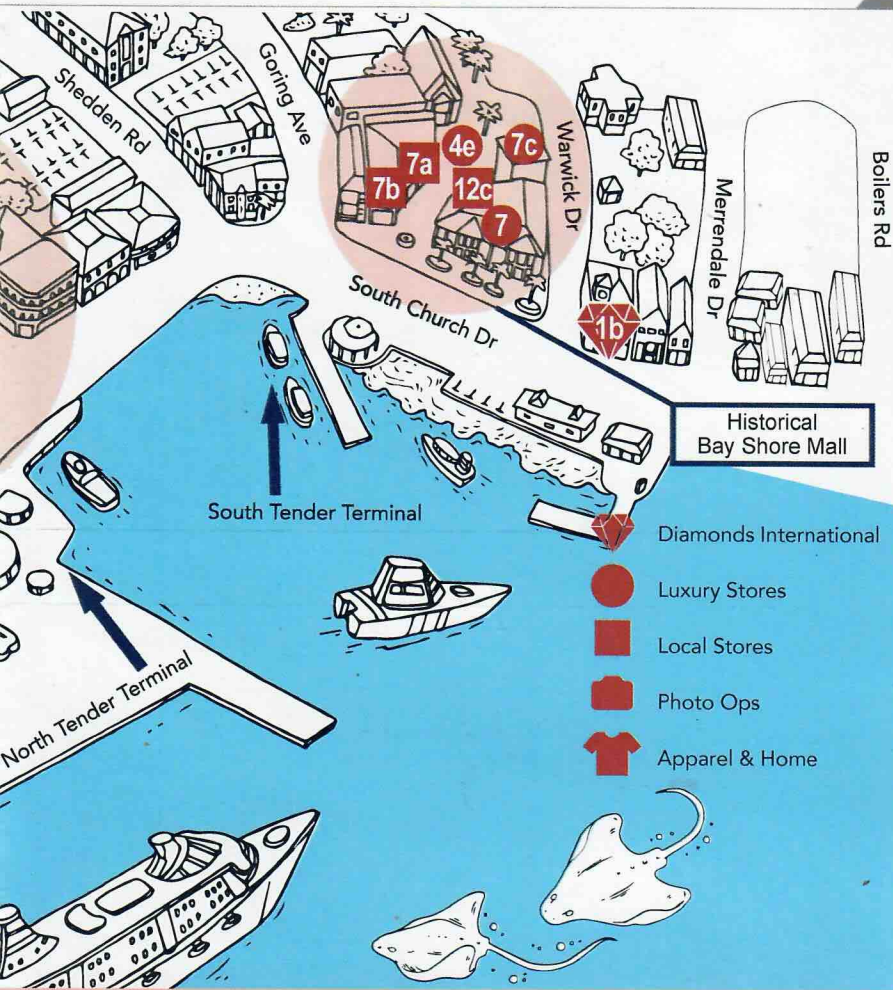 Shedden Rd
Goring Ave
Warwick Dr
Merrendale Dr
Boilers Rd
4e
7c
7a
7b
12c
7
1b
South Church Dr
Historical
Bay Shore Mall
South Tender Terminal
North Tender Terminal
Diamonds International
Luxury Stores
Local Stores
Photo Ops
Apparel & Home